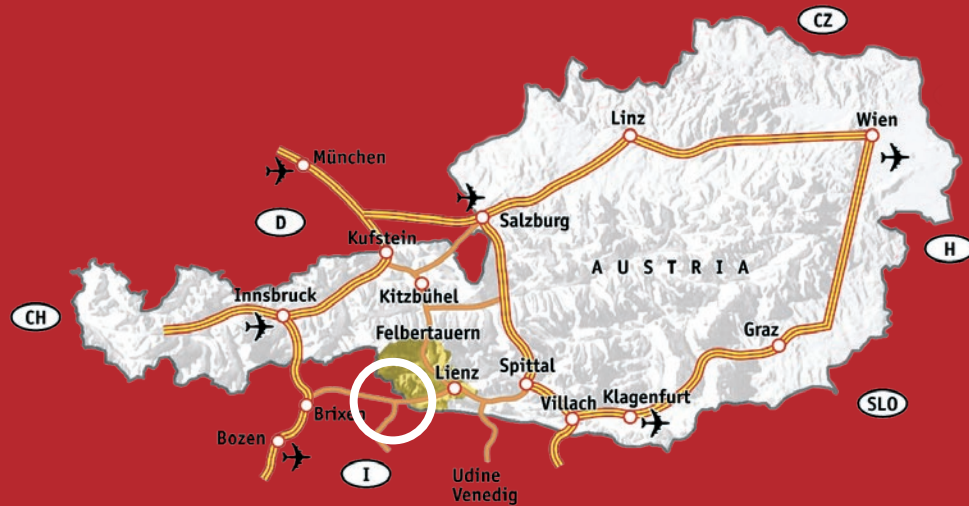 CZ
Linz
Wien
München
Salzburg
D
Kufstein
H
AUSTRIA
Innsbruck
Kitzbühel
CH
Felbertauern
Graz
Lienz
Spittal
Villach
Klagenfurt
SLO
Brixen
Bozen
I
Udine
Venedig